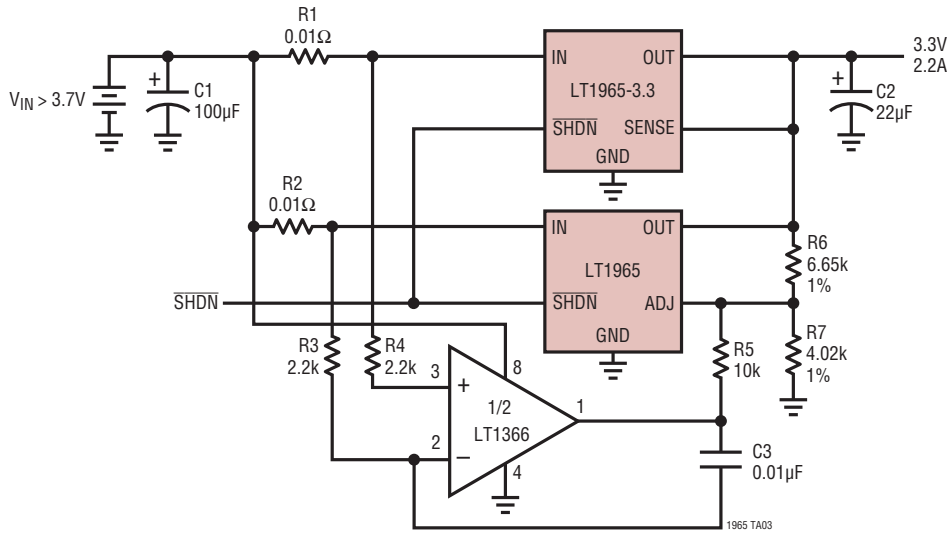 R1
0.01Ω
3.3V
2.2A
IN
OUT
LT1965-3.3
SHDN
SENSE
GND
VIN > 3.7V
+
C1
100µF
+
C2
22µF
R2
0.01Ω
IN
OUT
LT1965
SHDN
ADJ
GND
R6
6.65k
1%
SHDN
R3
2.2k
R4
2.2k
R5
10k
R7
4.02k
1%
3
+
8
1/2
LT1366
1
2
–
4
C3
0.01µF
1965 TA03